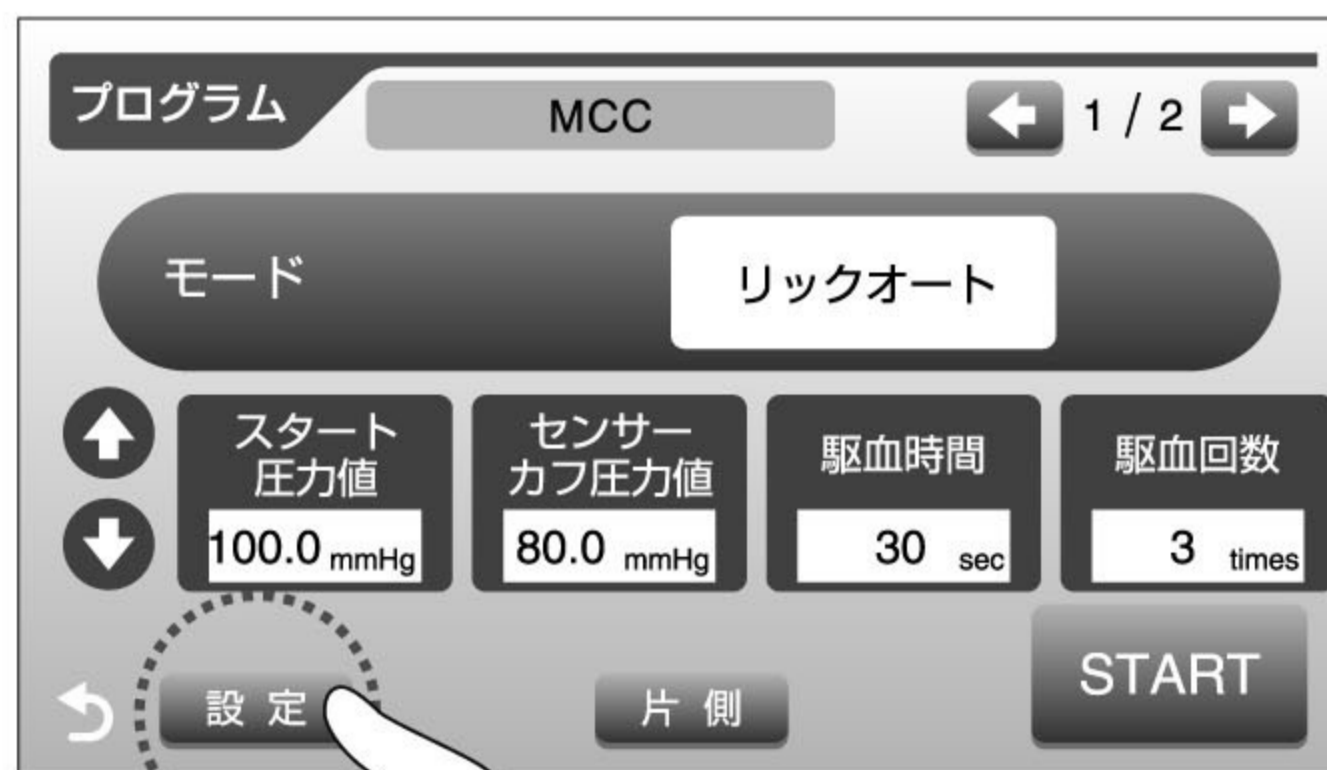 プログラム
MCC
1 / 2
モード
リックオート
スタート
圧力値
100.0 mmHg
センサー
カフ圧力値
80.0 mmHg
駆血時間
30 sec
駆血回数
3 times
設定
片側
START